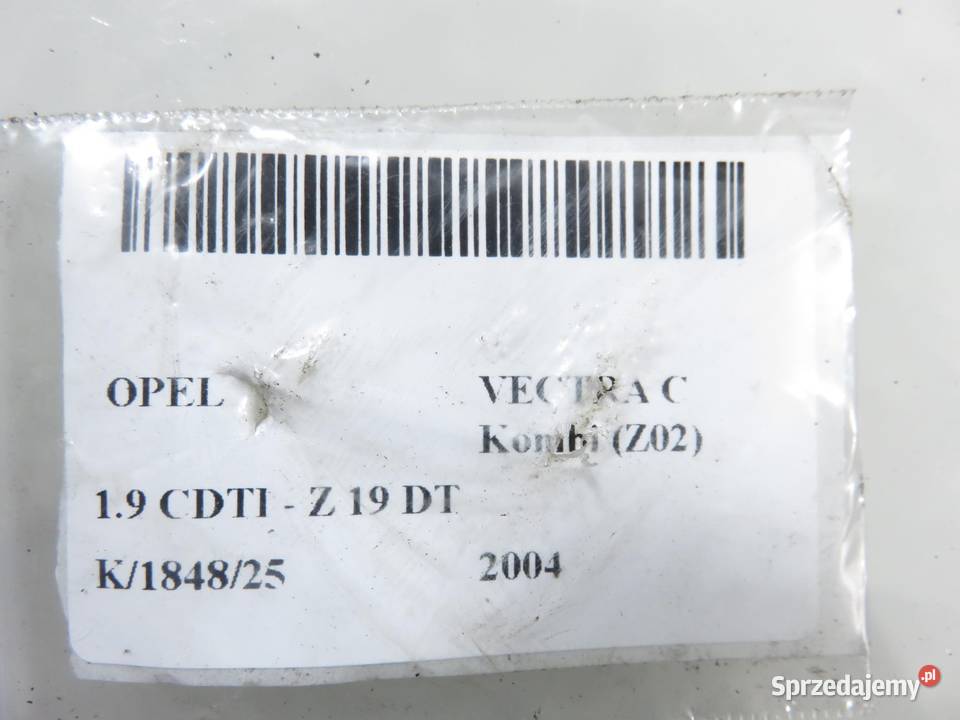 OPEL VECTRA C
Kombi (Z02)
1.9 CDTI - Z 19 DT
K/1848/25 2004
Sprzedajemy.pl